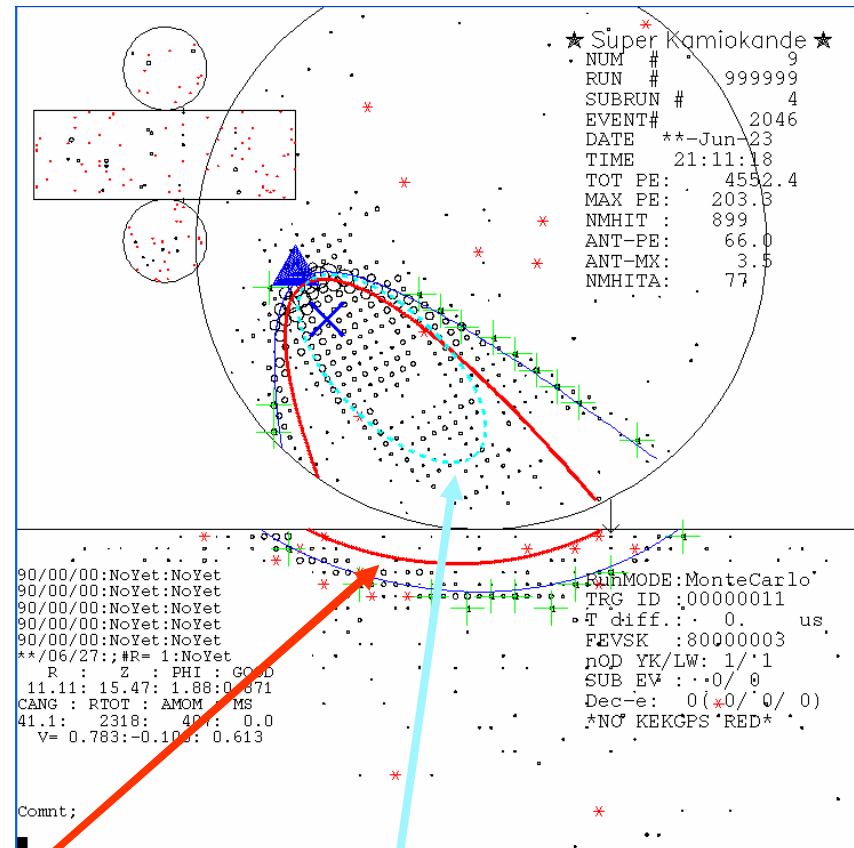 ★ Super Kamiokande ★
NUM # 9
RUN # 999999
SUBRUN # 4
EVENT# 2046
DATE **-Jun-23
TIME 21:11:18
TOT PE: 4552.4
MAX PE: 203.3
NMHIT : 899
ANT-PE: 66.0
ANT-MX: 3.5
NMHITA: 77
90/00/00:NoYet:NoYet
90/00/00:NoYet:NoYet
90/00/00:NoYet:NoYet
90/00/00:NoYet:NoYet
90/00/00:NoYet:NoYet
**/06/27:;#R= 1:NoYet
R : Z : PHI : GOOD
11.11: 15.47: 1.88:0.871
CANG : RTOT : AMOM : MS
41.1: 2318: 0.0
V= 0.783: 0.613
Comnt;
RunMODE:MonteCarlo
TRG ID :00000011
T diff.: 0. us
FEVSK :80000003
nOD YK/LW: 1/ 1
SUB EV : 0/ 0
Dec-e: 0( 0/ 0/ 0)
*NO KEKGPS RED*